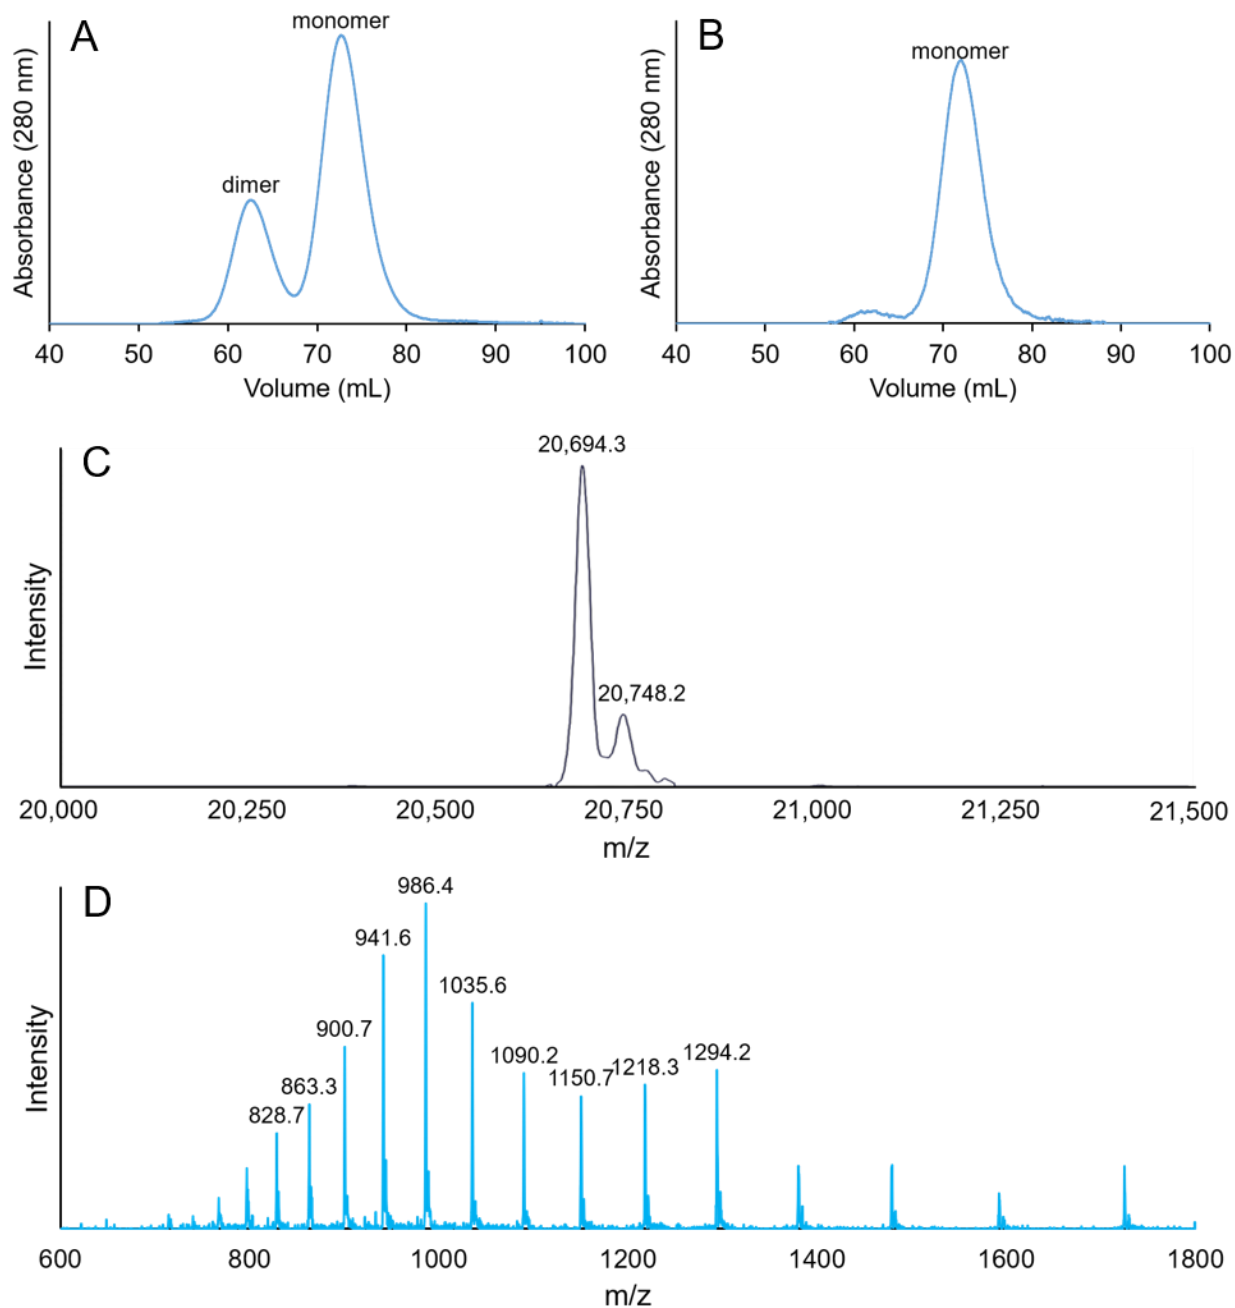 A
monomer
dimer
Absorbance (280 nm)
40 50 60 70 80 90 100
Volume (mL)
B
monomer
Absorbance (280 nm)
40 50 60 70 80 90 100
Volume (mL)
C
20,694.3
20,748.2
Intensity
20,000 20,250 20,500 20,750 21,000 21,250 21,500
m/z
D
986.4
941.6
1035.6
900.7
1090.2
1294.2
863.3
1150.7
1218.3
828.7
Intensity
600 800 1000 1200 1400 1600 1800
m/z